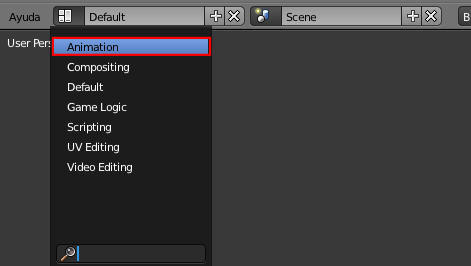 Ayuda Default Scene B
User Pers
Animation
Compositing
Default
Game Logic
Scripting
UV Editing
Video Editing